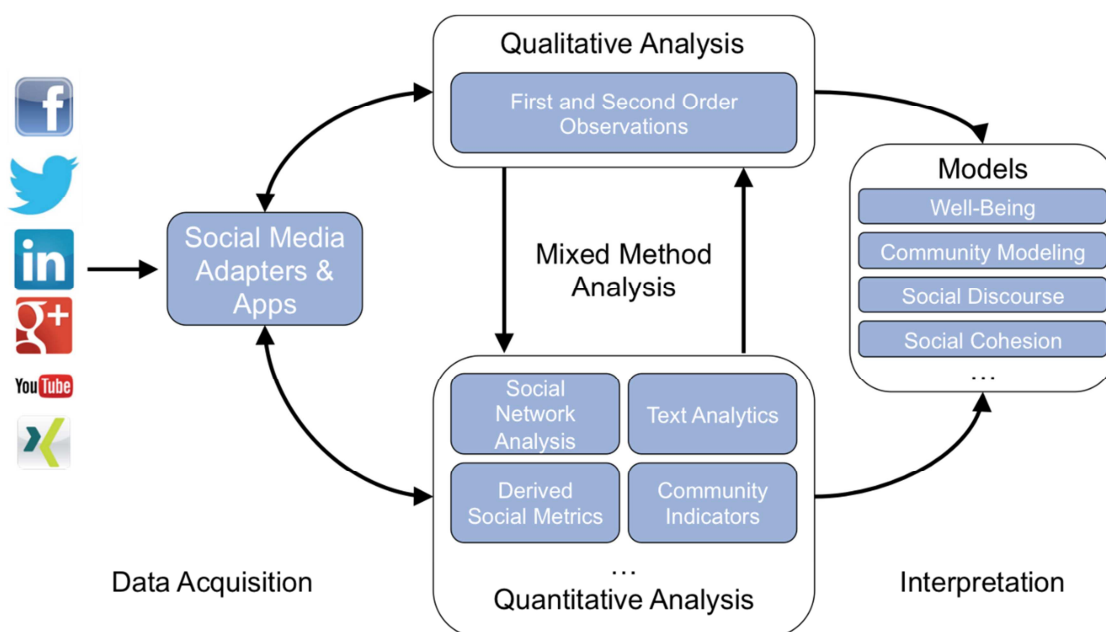 Qualitative Analysis
First and Second Order
Observations
f
in
g+
YouTube
Social Media
Adapters &
Apps
Mixed Method
Analysis
Models
Well-Being
Community Modeling
Social Discourse
Social Cohesion
...
Social
Network
Analysis
Text Analytics
Derived
Social Metrics
Community
Indicators
...
Quantitative Analysis
Data Acquisition
Interpretation